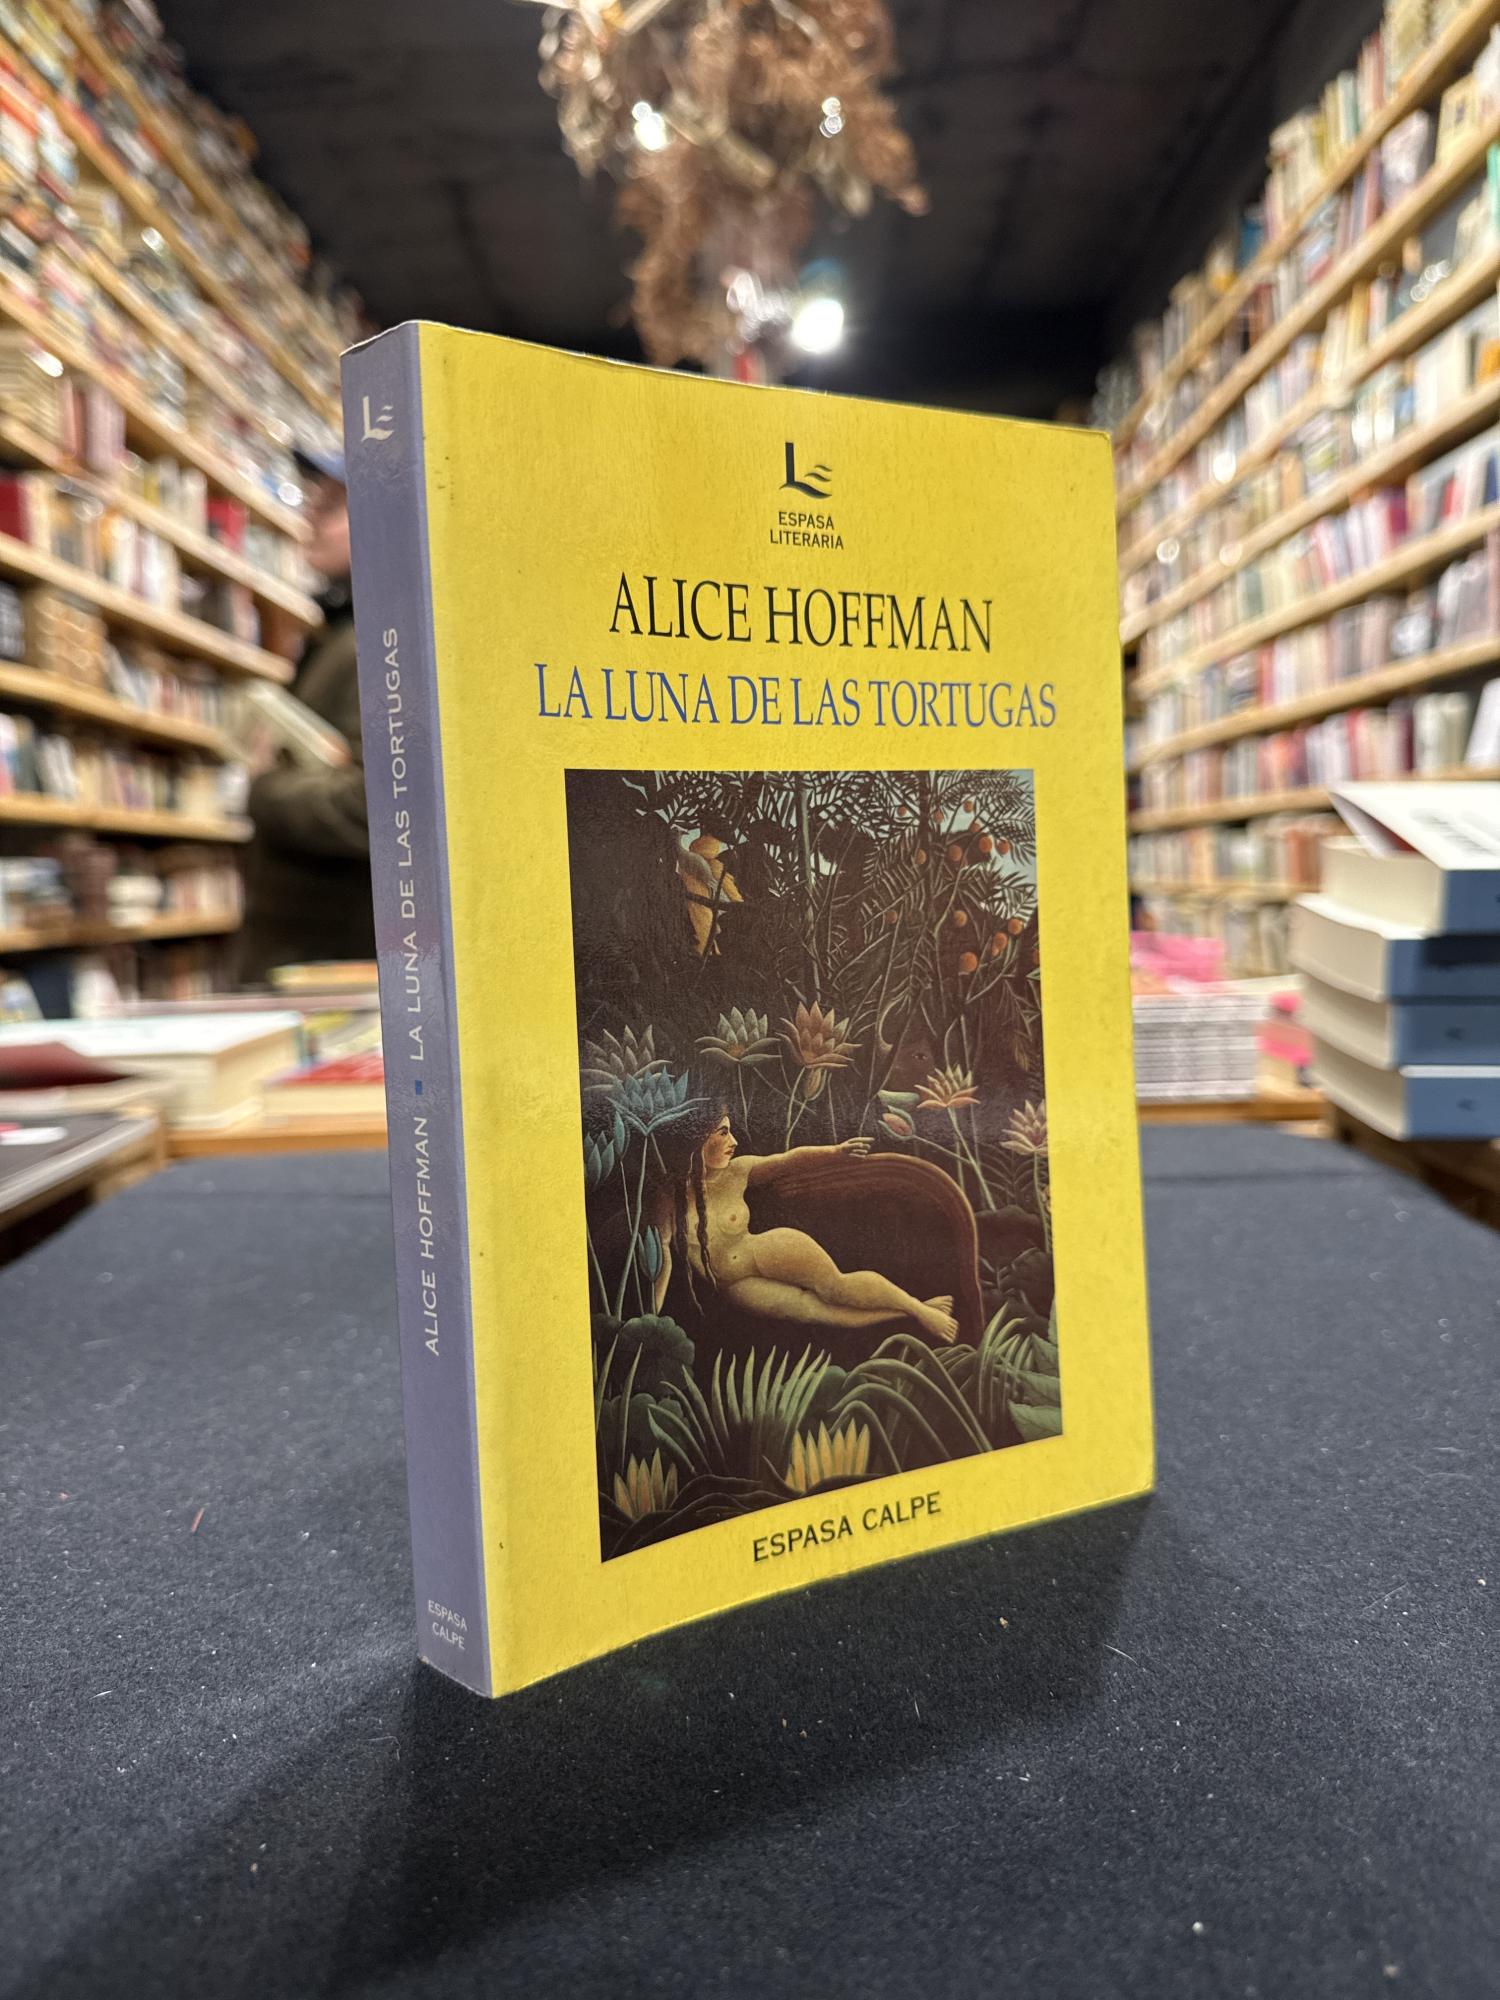 ESPASA
LITERARIA
ALICE HOFFMAN
LA LUNA DE LAS TORTUGAS
ESPASA CALPE
ALICE HOFFMAN ▪ LA LUNA DE LAS TORTUGAS
ESPASA
CALPE